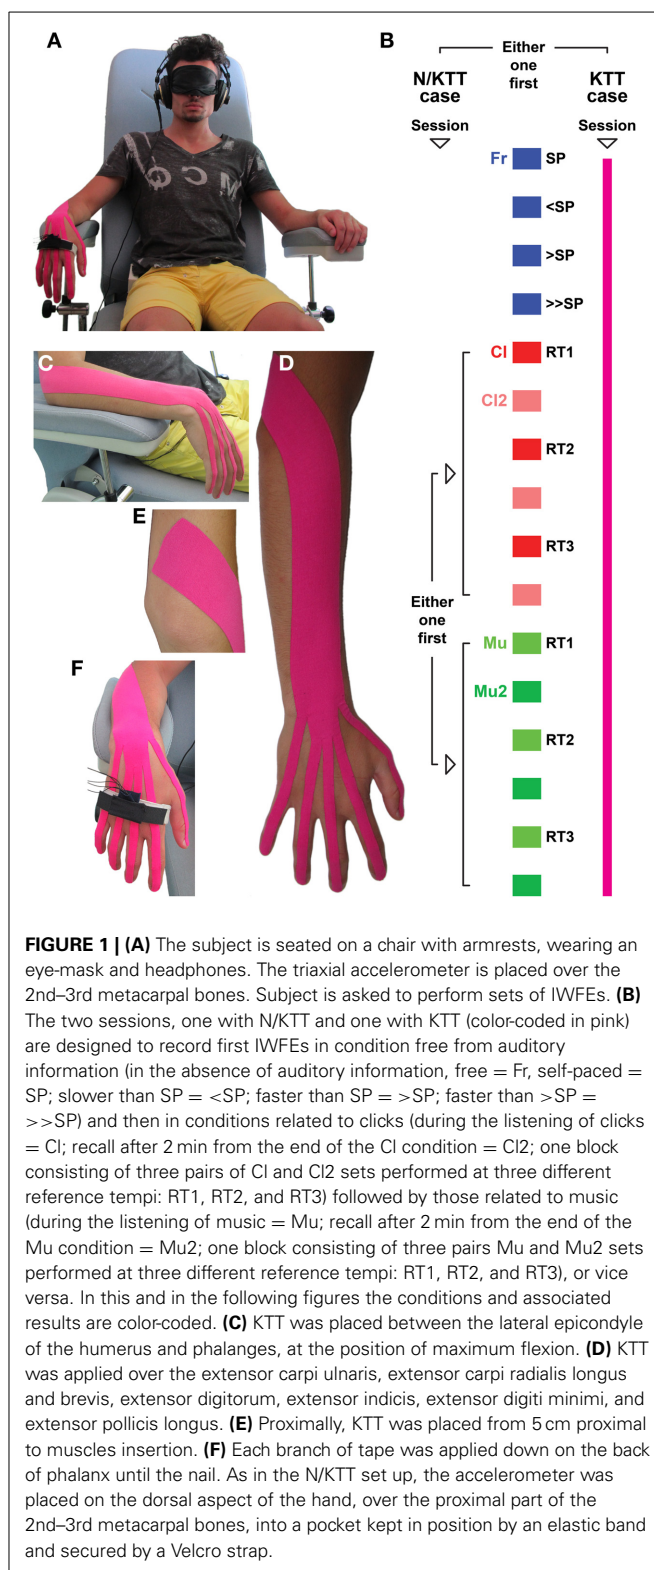 A
B
Either
one
first
N/KTT
case
KTT
case
Session
Session
Fr
SP
<SP
>SP
>>SP
C
D
Cl
RT1
Cl2
RT2
E
RT3
Either
one
first
F
Mu
RT1
Mu2
RT2
RT3
FIGURE 1 | (A) The subject is seated on a chair with armrests, wearing an
eye-mask and headphones. The triaxial accelerometer is placed over the
2nd–3rd metacarpal bones. Subject is asked to perform sets of IWFEs. (B)
The two sessions, one with N/KTT and one with KTT (color-coded in pink)
are designed to record first IWFEs in condition free from auditory
information (in the absence of auditory information, free = Fr, self-paced =
SP; slower than SP = <SP; faster than SP = >SP; faster than >SP =
>>SP) and then in conditions related to clicks (during the listening of clicks
= Cl; recall after 2 min from the end of the Cl condition = Cl2; one block
consisting of three pairs of Cl and Cl2 sets performed at three different
reference tempi: RT1, RT2, and RT3) followed by those related to music
(during the listening of music = Mu; recall after 2 min from the end of the
Mu condition = Mu2; one block consisting of three pairs Mu and Mu2 sets
performed at three different reference tempi: RT1, RT2, and RT3), or vice
versa. In this and in the following figures the conditions and associated
results are color-coded. (C) KTT was placed between the lateral epicondyle
of the humerus and phalanges, at the position of maximum flexion. (D) KTT
was applied over the extensor carpi ulnaris, extensor carpi radialis longus
and brevis, extensor digitorum, extensor indicis, extensor digiti minimi, and
extensor pollicis longus. (E) Proximally, KTT was placed from 5 cm proximal
to muscles insertion. (F) Each branch of tape was applied down on the back
of phalanx until the nail. As in the N/KTT set up, the accelerometer was
placed on the dorsal aspect of the hand, over the proximal part of the
2nd–3rd metacarpal bones, into a pocket kept in position by an elastic band
and secured by a Velcro strap.